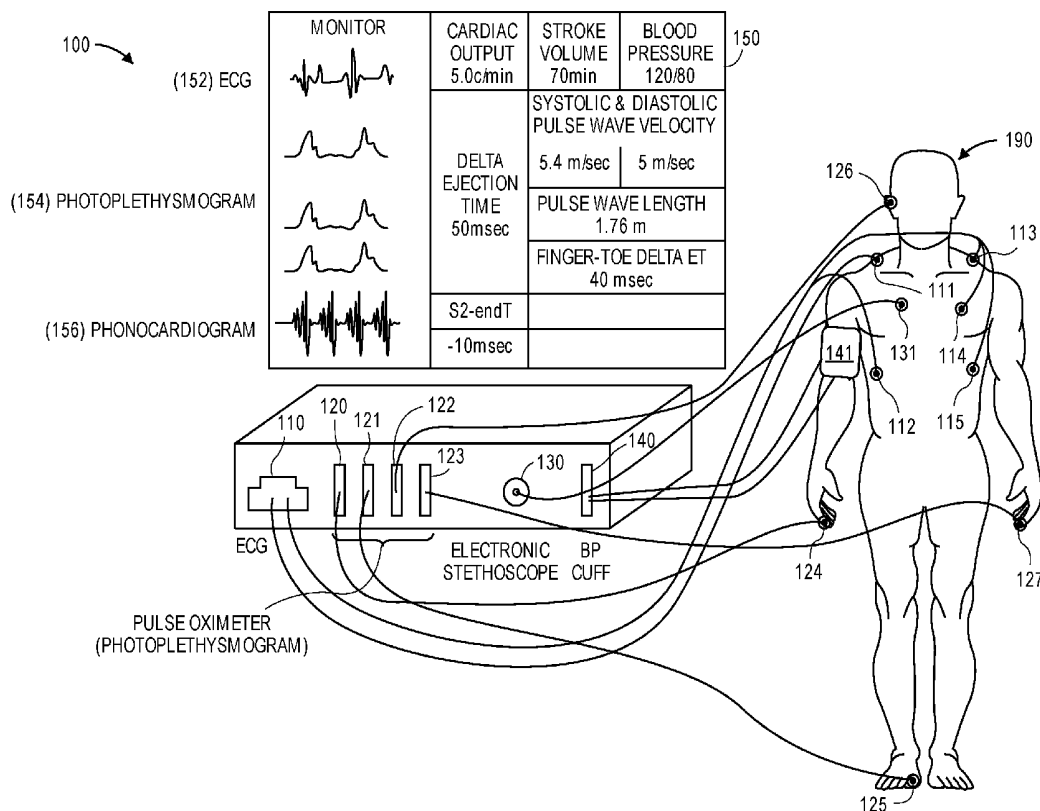 100
(152) ECG
(154) PHOTOPLETHYSMOGRAM
(156) PHONOCARDIOGRAM
MONITOR
CARDIAC
OUTPUT
5.0c/min
STROKE
VOLUME
70min
BLOOD
PRESSURE
120/80
150
DELTA
EJECTION
TIME
50msec
SYSTOLIC & DIASTOLIC
PULSE WAVE VELOCITY
5.4 m/sec
5 m/sec
PULSE WAVE LENGTH
1.76 m
FINGER-TOE DELTA ET
40 msec
S2-endT
-10msec
190
126
113
111
131
114
141
112
115
110
120
121
122
123
130
140
ECG
ELECTRONIC
STETHOSCOPE
BP
CUFF
PULSE OXIMETER
(PHOTOPLETHYSMOGRAM)
124
127
125